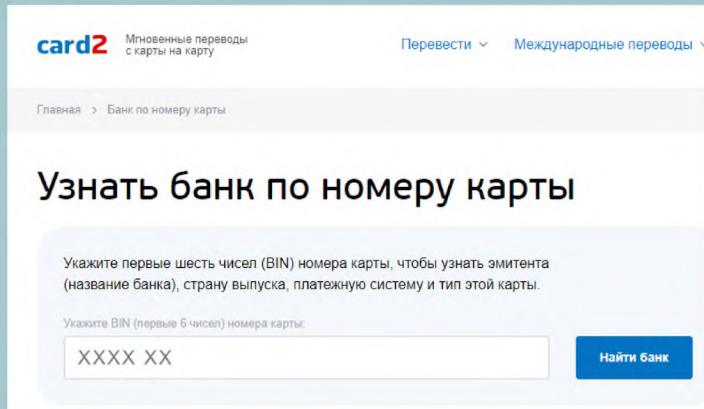 card2
Мгновенные переводы
с карты на карту
Перевести
Международные переводы
Главная > Банк по номеру карты
Узнать банк по номеру карты
Укажите первые шесть чисел (BIN) номера карты, чтобы узнать эмитента
(название банка), страну выпуска, платежную систему и тип этой карты.
Укажите BIN (первые 6 чисел) номера карты:
XXXX XX
Найти банк